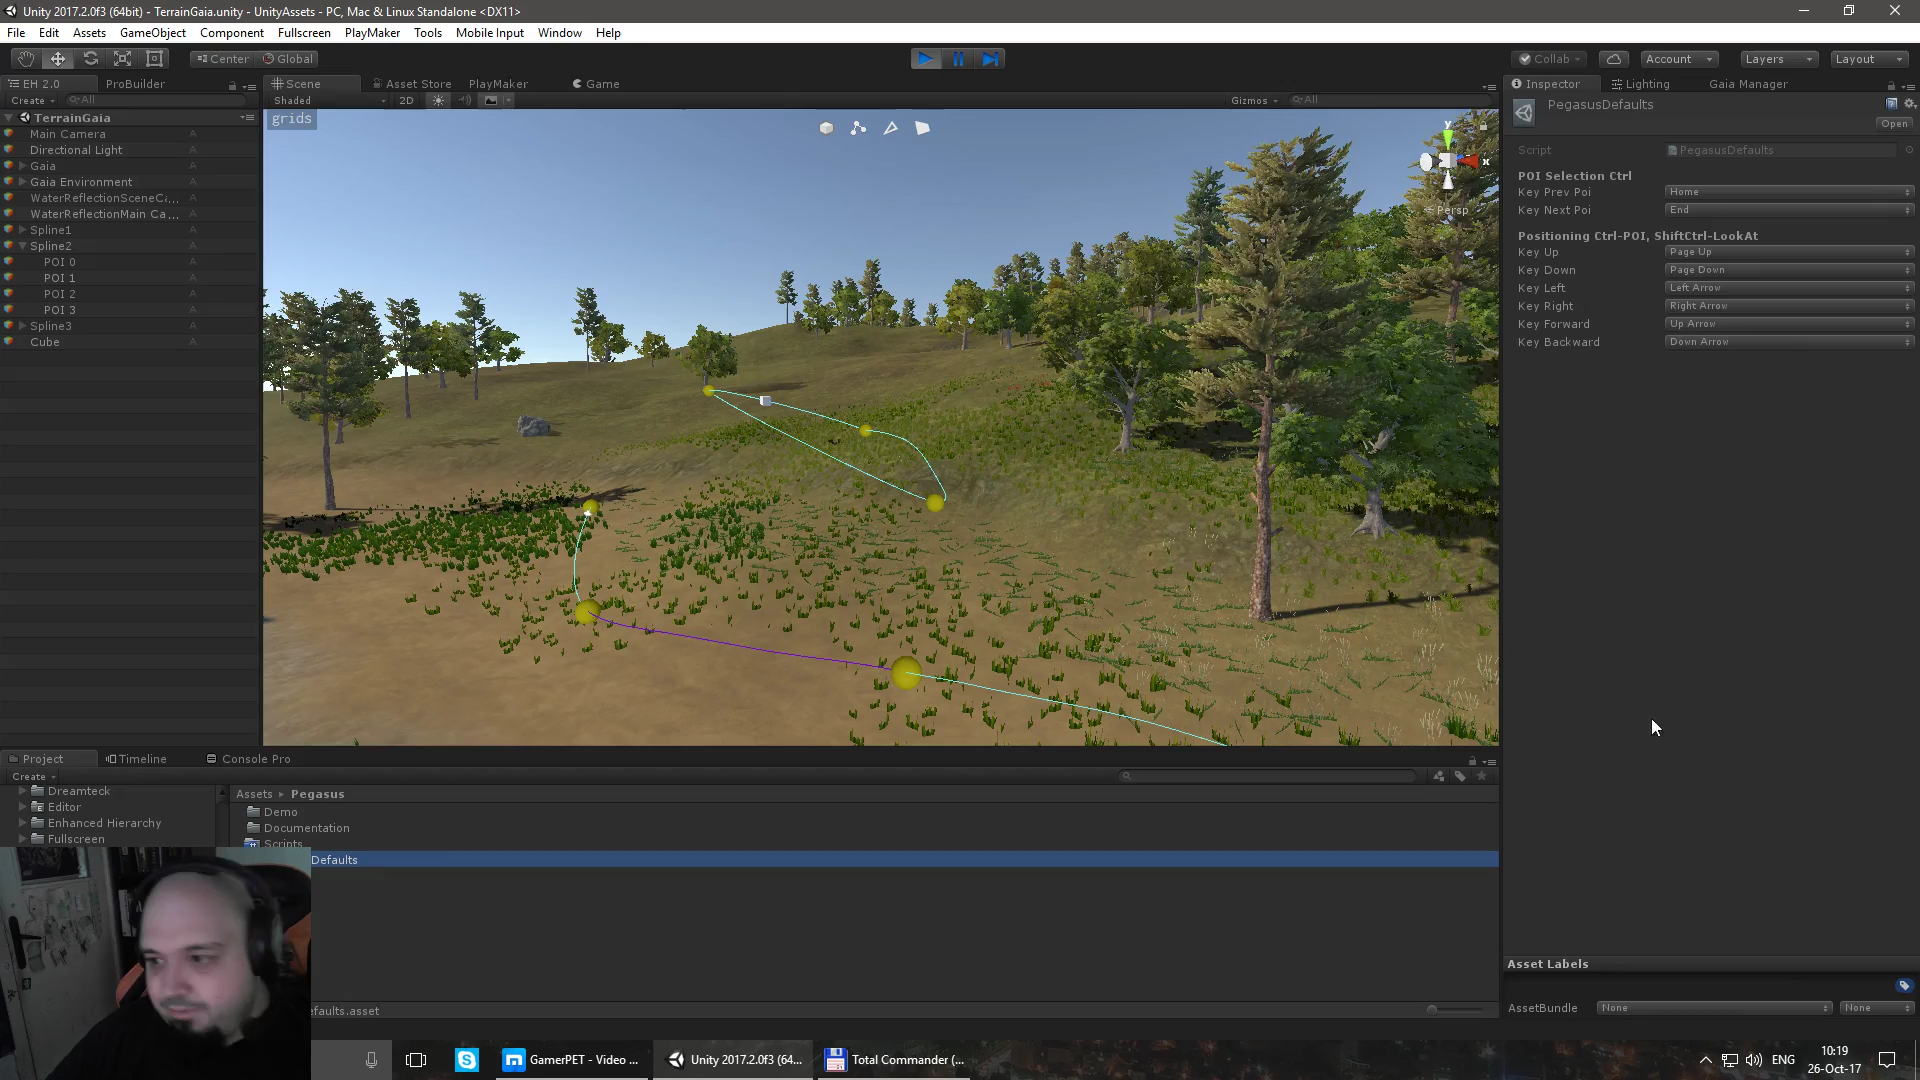 Unity 2017.2.0f3 (64bit) - TerrainGaia.unity - UnityAssets - PC, Mac & Linux Standalone <DX11>
File Edit Assets GameObject Component Fullscreen PlayMaker Tools Mobile Input Window Help
Center Global Collab Account Layers Layout
EH 2.0 ProBuilder Scene Asset Store PlayMaker Game Inspector Lighting Gaia Manager
Create All Shaded 2D Gizmos All
PegasusDefaults
Open
TerrainGaia
grids
Main Camera A
Directional Light A
Gaia A
Gaia Environment A
WaterReflectionSceneCa... A
WaterReflectionMain Ca... A
Spline1 A
Spline2 A
POI 0 A
POI 1 A
POI 2 A
POI 3 A
Spline3 A
Cube A
y
x
Persp
Script PegasusDefaults
POI Selection Ctrl
Key Prev Poi Home
Key Next Poi End
Positioning Ctrl-POI, ShiftCtrl-LookAt
Key Up Page Up
Key Down Page Down
Key Left Left Arrow
Key Right Right Arrow
Key Forward Up Arrow
Key Backward Down Arrow
Project Timeline Console Pro
Create
Dreamteck
Editor
Enhanced Hierarchy
Fullscreen
Assets Pegasus
Demo
Documentation
Scripts
Defaults
efaults.asset
Asset Labels
AssetBundle None None
GamerPET - Video ... Unity 2017.2.0f3 (64... Total Commander (...
ENG 10:19
26-Oct-17